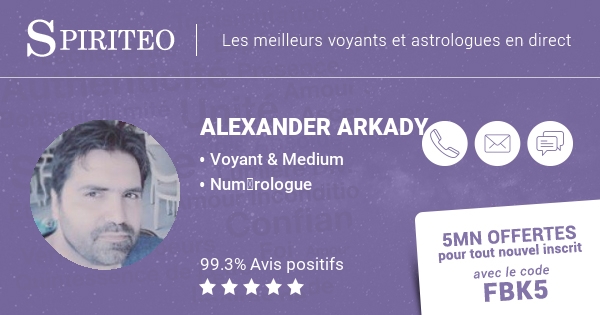 SPIRITEO
Les meilleurs voyants et astrologues en direct
ALEXANDER ARKADY
• Voyant & Medium
• Num▯rologue
99.3% Avis positifs
5MN OFFERTES
pour tout nouvel inscrit
avec le code
FBK5